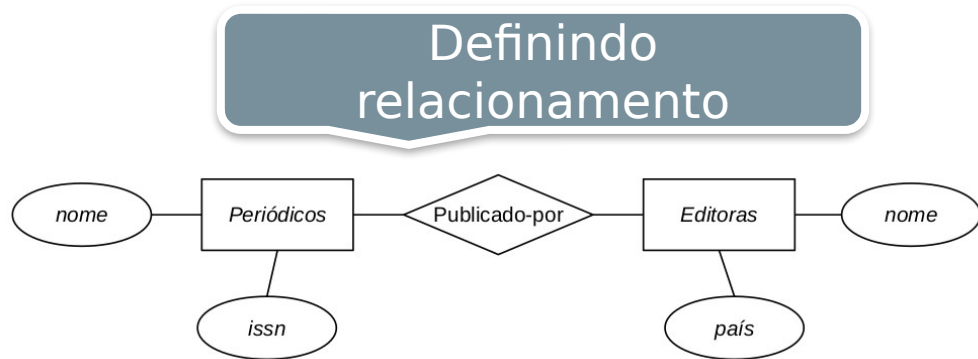 Definindo
relacionamento
nome
Periódicos
Publicado-por
Editoras
nome
issn
país